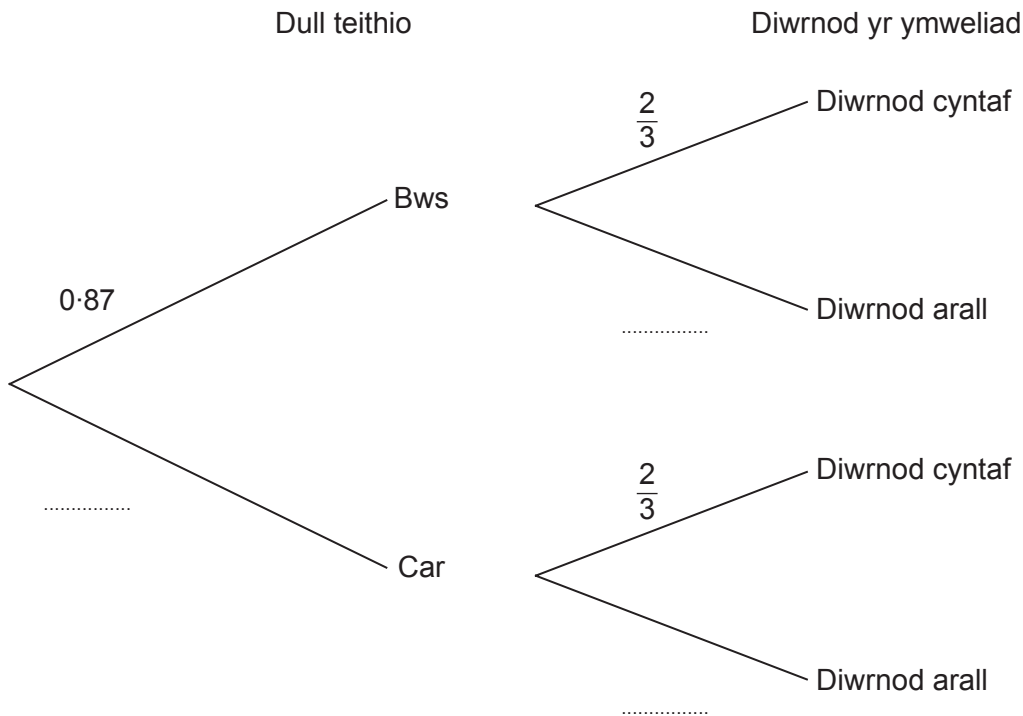 Dull teithio Diwrnod yr ymweliad
2/3 Diwrnod cyntaf
Bws
0·87
Diwrnod arall
................
2/3 Diwrnod cyntaf
................
Car
Diwrnod arall
................